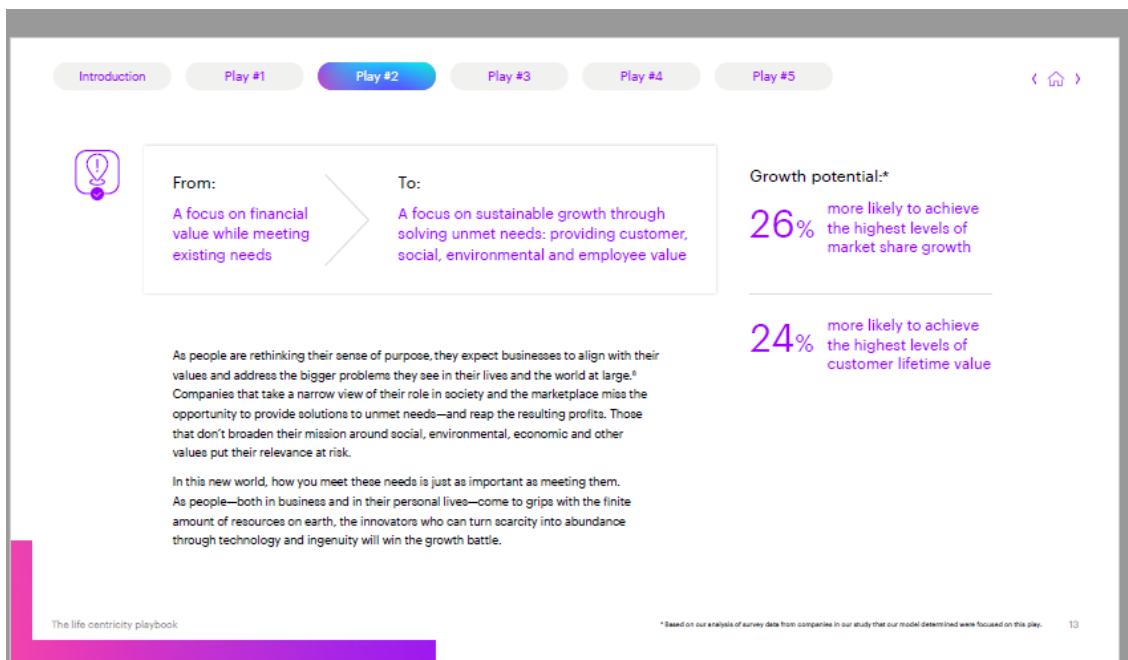 Introduction
Play #1
Play #2
Play #3
Play #4
Play #5
From:
A focus on financial
value while meeting
existing needs
To:
A focus on sustainable growth through
solving unmet needs: providing customer,
social, environmental and employee value
Growth potential:*
26% more likely to achieve
the highest levels of
market share growth
24% more likely to achieve
the highest levels of
customer lifetime value
As people are rethinking their sense of purpose, they expect businesses to align with their
values and address the bigger problems they see in their lives and the world at large.⁶
Companies that take a narrow view of their role in society and the marketplace miss the
opportunity to provide solutions to unmet needs—and reap the resulting profits. Those
that don't broaden their mission around social, environmental, economic and other
values put their relevance at risk.
In this new world, how you meet these needs is just as important as meeting them.
As people—both in business and in their personal lives—come to grips with the finite
amount of resources on earth, the innovators who can turn scarcity into abundance
through technology and ingenuity will win the growth battle.
The life centricity playbook
* Based on our analysis of survey data from companies in our study that our model determined were focused on this play.
13